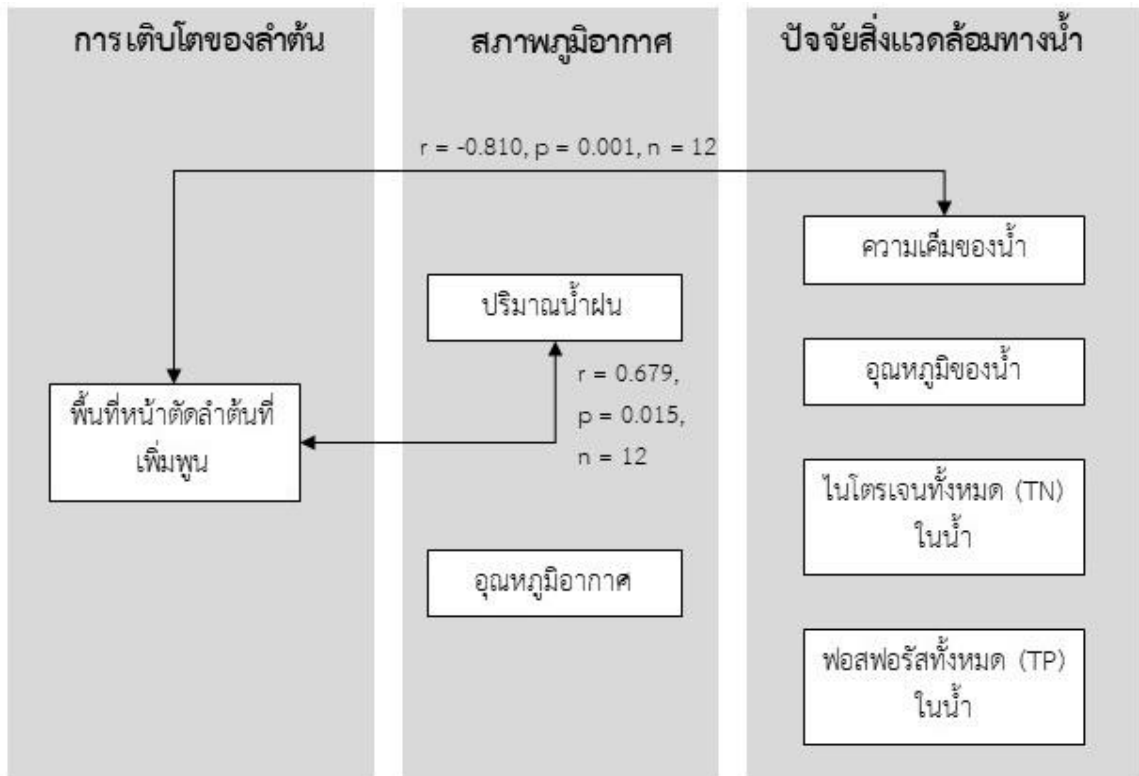 การเติบโตของลำต้น
สภาพภูมิอากาศ
ปัจจัยสิ่งแวดล้อมทางน้ำ
r = -0.810, p = 0.001, n = 12
ความเค็มของน้ำ
ปริมาณน้ำฝน
อุณหภูมิของน้ำ
r = 0.679,
p = 0.015,
n = 12
พื้นที่หน้าตัดลำต้นที่
เพิ่มพูน
ไนโตรเจนทั้งหมด (TN)
ในน้ำ
อุณหภูมิอากาศ
ฟอสฟอรัสทั้งหมด (TP)
ในน้ำ